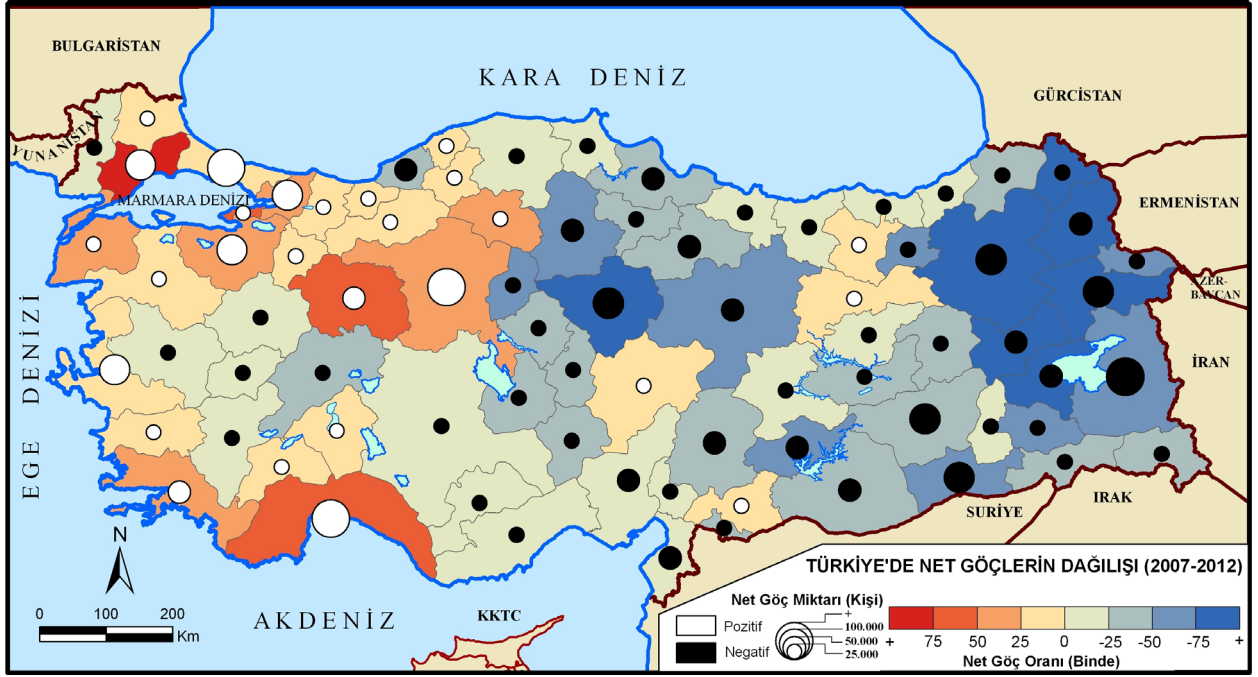 BULGARİSTAN
KARA DENİZ
GÜRCİSTAN
YUNANİSTAN
MARMARA DENİZİ
ERMENİSTAN
AZER-
BAYCAN
EGE DENİZİ
İRAN
SURİYE
IRAK
N
AKDENİZ
KKTC
0 100 200
Km
TÜRKİYE'DE NET GÖÇLERİN DAĞILIŞI (2007-2012)
Net Göç Miktarı (Kişi)
Pozitif
Negatif
+
100.000
50.000
25.000
+ 75 50 25 0 -25 -50 -75 +
Net Göç Oranı (Binde)